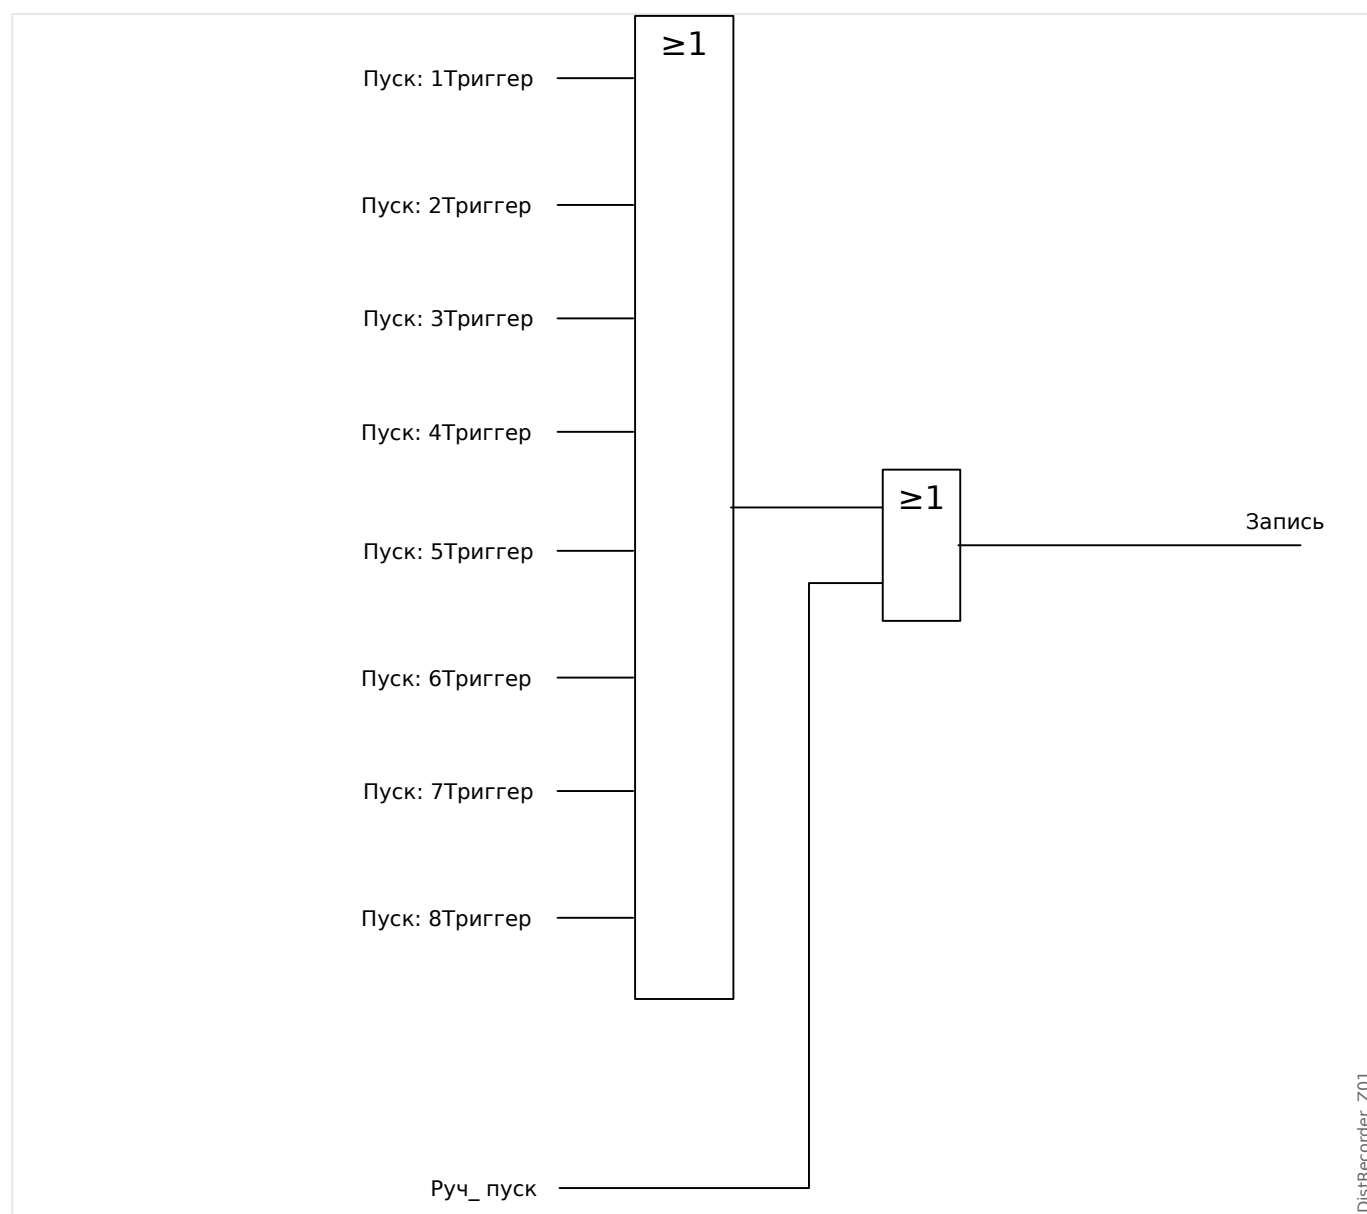 ≥1
Пуск: 1Триггер
Пуск: 2Триггер
Пуск: 3Триггер
Пуск: 4Триггер
≥1
Запись
Пуск: 5Триггер
Пуск: 6Триггер
Пуск: 7Триггер
Пуск: 8Триггер
Руч_ пуск
DistRecorder_Z01